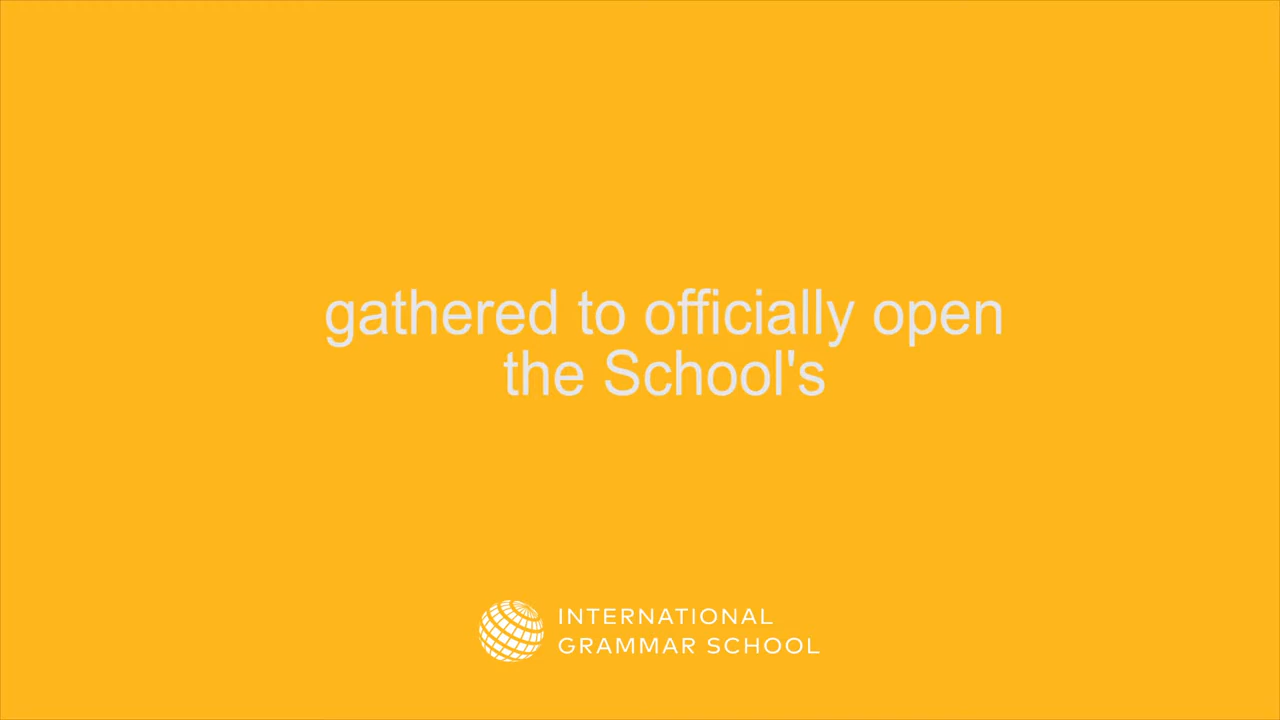 gathered to officially open
the School's
INTERNATIONAL
GRAMMAR SCHOOL